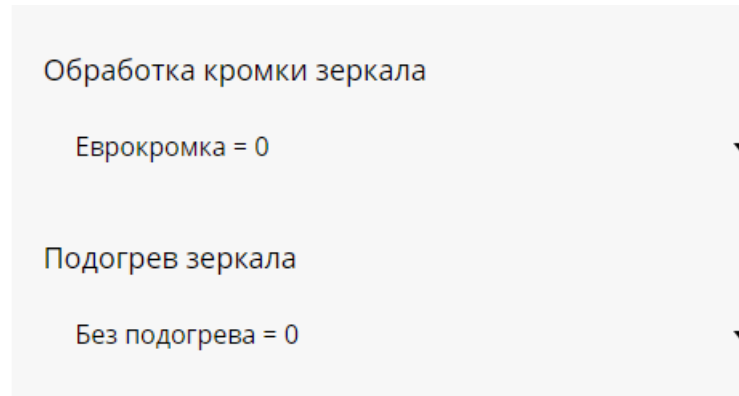 Обработка кромки зеркала
Еврокромка = 0
Подогрев зеркала
Без подогрева = 0